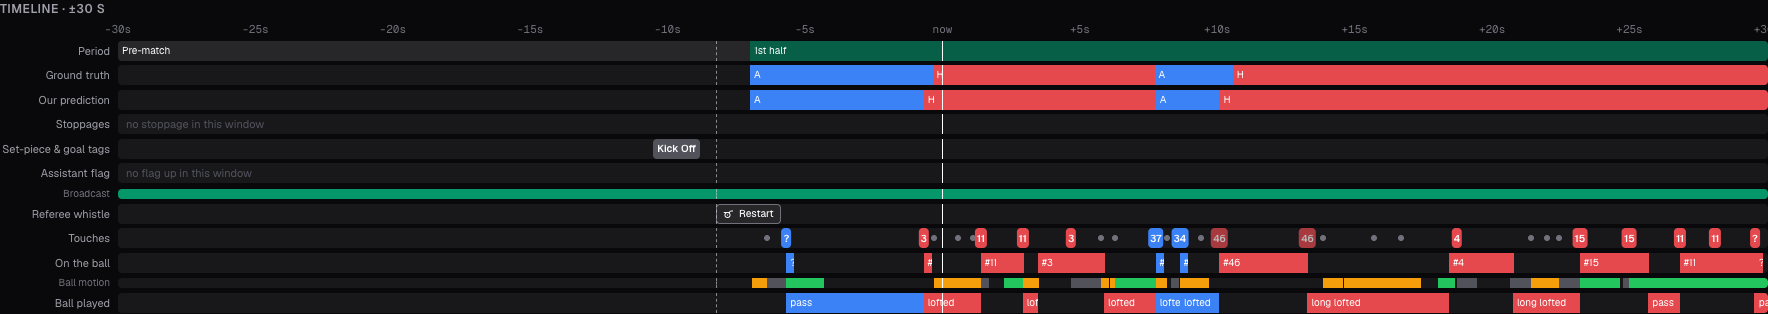 TIMELINE · ±30 S
-30s -25s -20s -15s -10s -5s now +5s +10s +15s +20s +25s +3
Period Pre-match 1st half
Ground truth A H A H
Our prediction A H A H
Stoppages no stoppage in this window
Set-piece & goal tags Kick Off
Assistant flag no flag up in this window
Broadcast
Referee whistle Restart
Touches ? 3 11 11 3 37 34 46 46 4 15 15 11 11 ?
On the ball ? # #11 #3 # # #46 #4 #15 #11 ?
Ball motion
Ball played pass lofted lof lofted lofte lofted long lofted long lofted pass pa